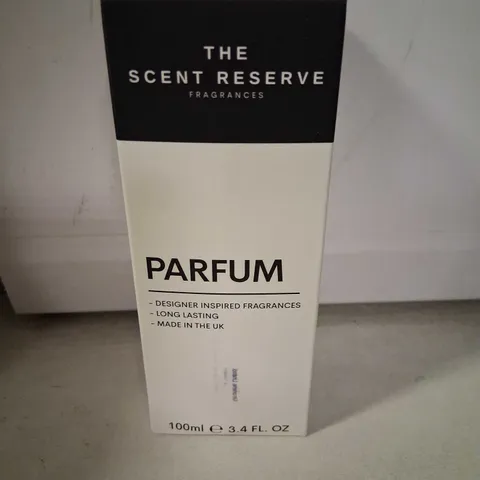 THE
SCENT RESERVE
FRAGRANCES
PARFUM
- DESIGNER INSPIRED FRAGRANCES
- LONG LASTING
- MADE IN THE UK
100ml ℮ 3.4 FL. OZ